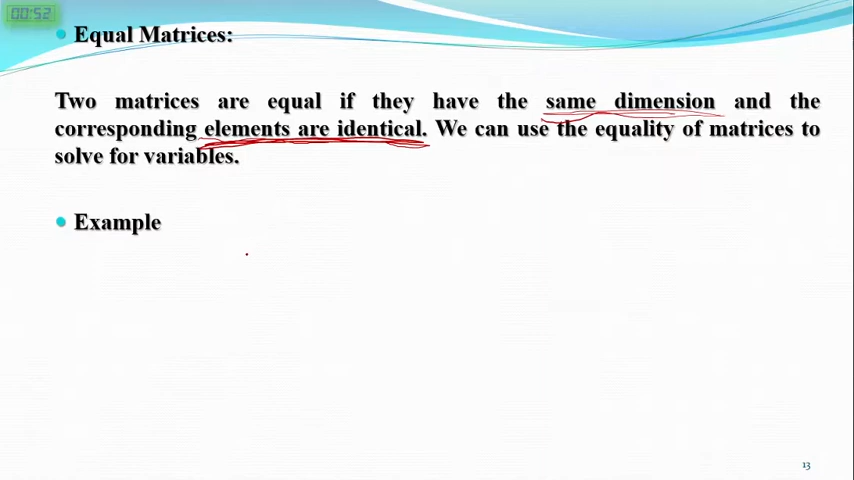 00:52
Equal Matrices:
Two matrices are equal if they have the same dimension and the
corresponding elements are identical. We can use the equality of matrices to
solve for variables.
Example
13